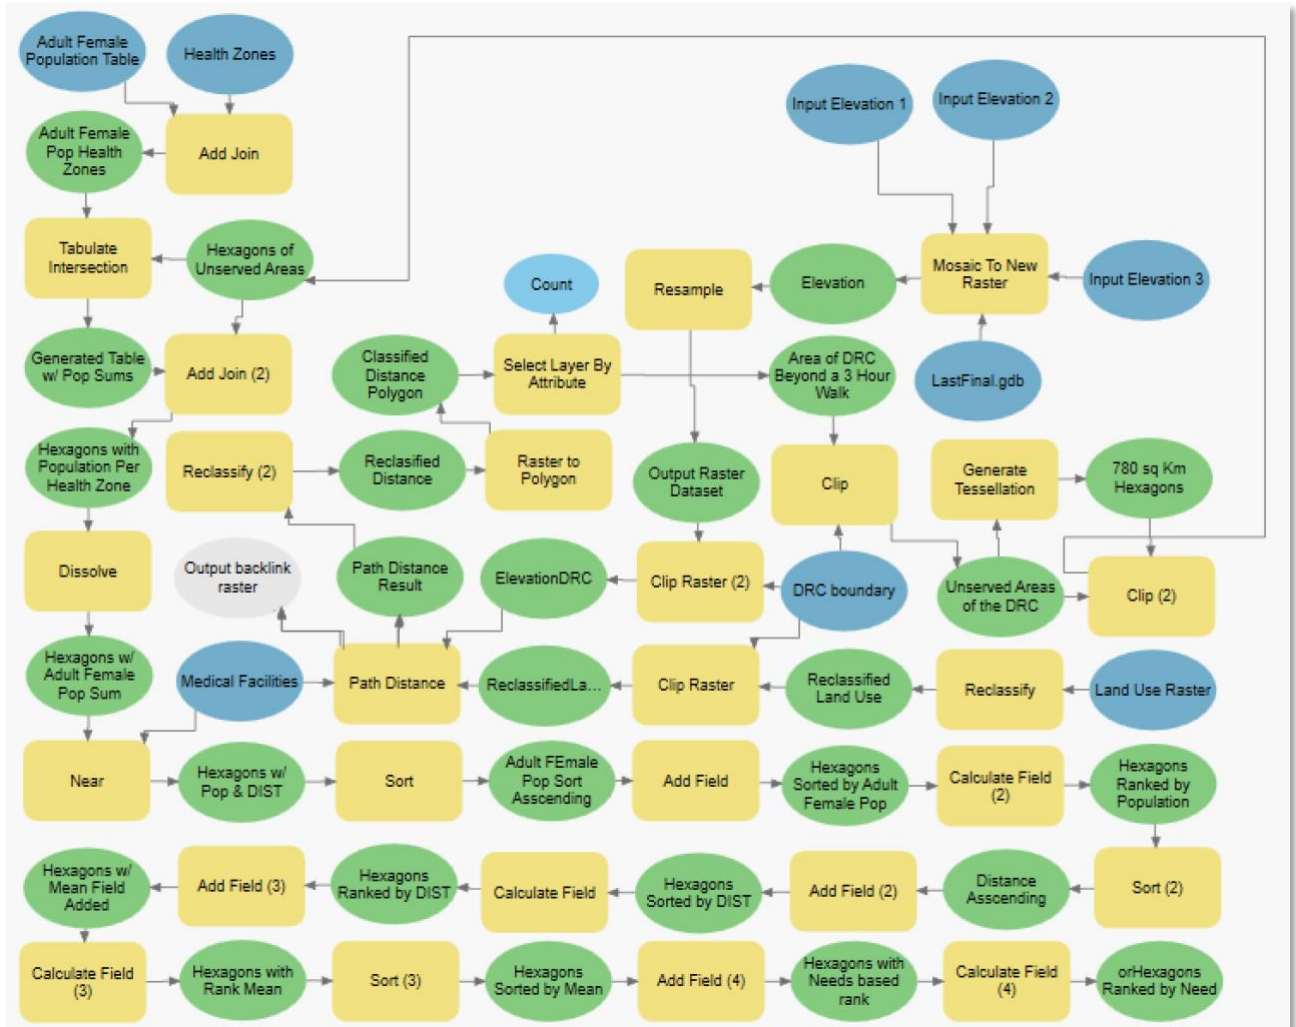 Adult Female
Population Table
Health Zones
Input Elevation 1
Input Elevation 2
Adult Female
Pop Health
Zones
Add Join
Tabulate
Intersection
Hexagons of
Unserved Areas
Count
Resample
Elevation
Mosaic To New
Raster
Input Elevation 3
Generated Table
w/ Pop Sums
Add Join (2)
Classified
Distance
Polygon
Select Layer By
Attribute
Area of DRC
Beyond a 3 Hour
Walk
LastFinal.gdb
Hexagons with
Population Per
Health Zone
Reclassify (2)
Reclasified
Distance
Raster to
Polygon
Output Raster
Dataset
Clip
Generate
Tessellation
780 sq Km
Hexagons
Dissolve
Output backlink
raster
Path Distance
Result
ElevationDRC
Clip Raster (2)
DRC boundary
Unserved Areas
of the DRC
Clip (2)
Hexagons w/
Adult Female
Pop Sum
Medical Facilities
Path Distance
ReclassifiedLa...
Clip Raster
Reclassified
Land Use
Reclassify
Land Use Raster
Near
Hexagons w/
Pop & DIST
Sort
Adult FEmale
Pop Sort
Asscending
Add Field
Hexagons
Sorted by Adult
Female Pop
Calculate Field
(2)
Hexagons
Ranked by
Population
Hexagons w/
Mean Field
Added
Add Field (3)
Hexagons
Ranked by DIST
Calculate Field
Hexagons
Sorted by DIST
Add Field (2)
Distance
Asscending
Sort (2)
Calculate Field
(3)
Hexagons with
Rank Mean
Sort (3)
Hexagons
Sorted by Mean
Add Field (4)
Hexagons with
Needs based
rank
Calculate Field
(4)
orHexagons
Ranked by Need